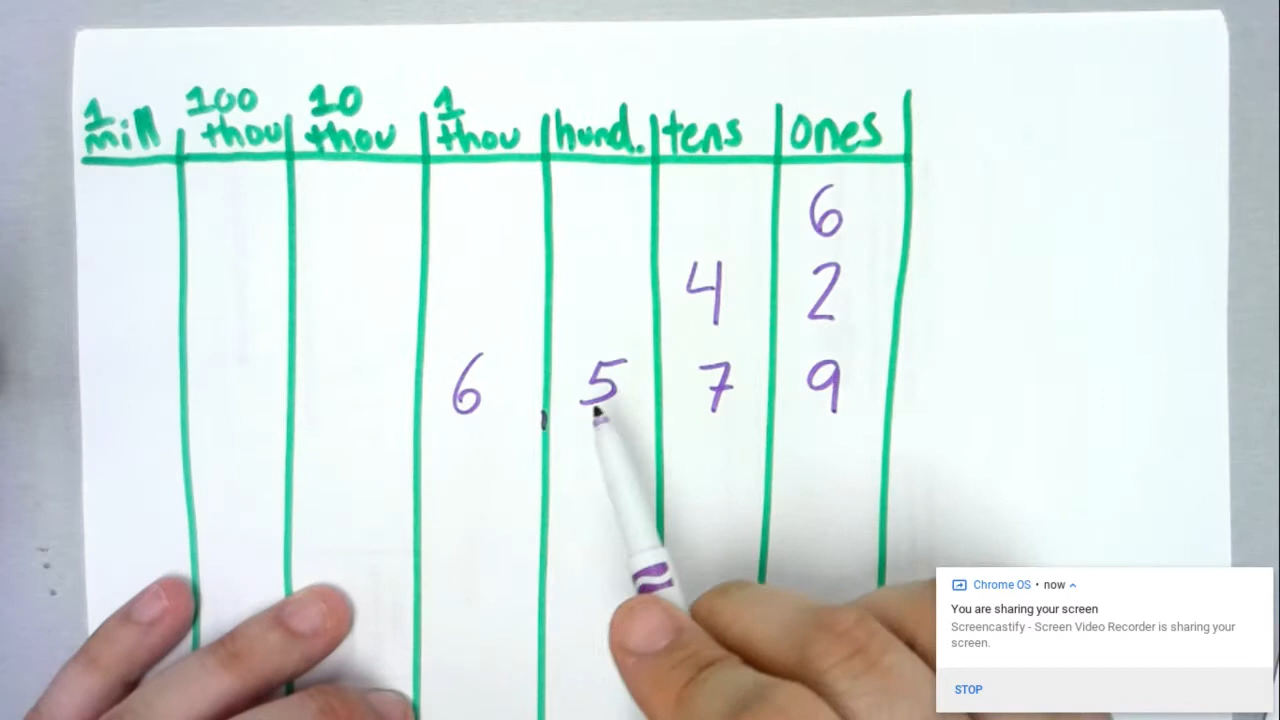 1 mill 100 thou 10 thou 1 thou hund. tens ones
6
4 2
6, 5 7 9
Chrome OS • now
You are sharing your screen
Screencastify - Screen Video Recorder is sharing your
screen.
STOP